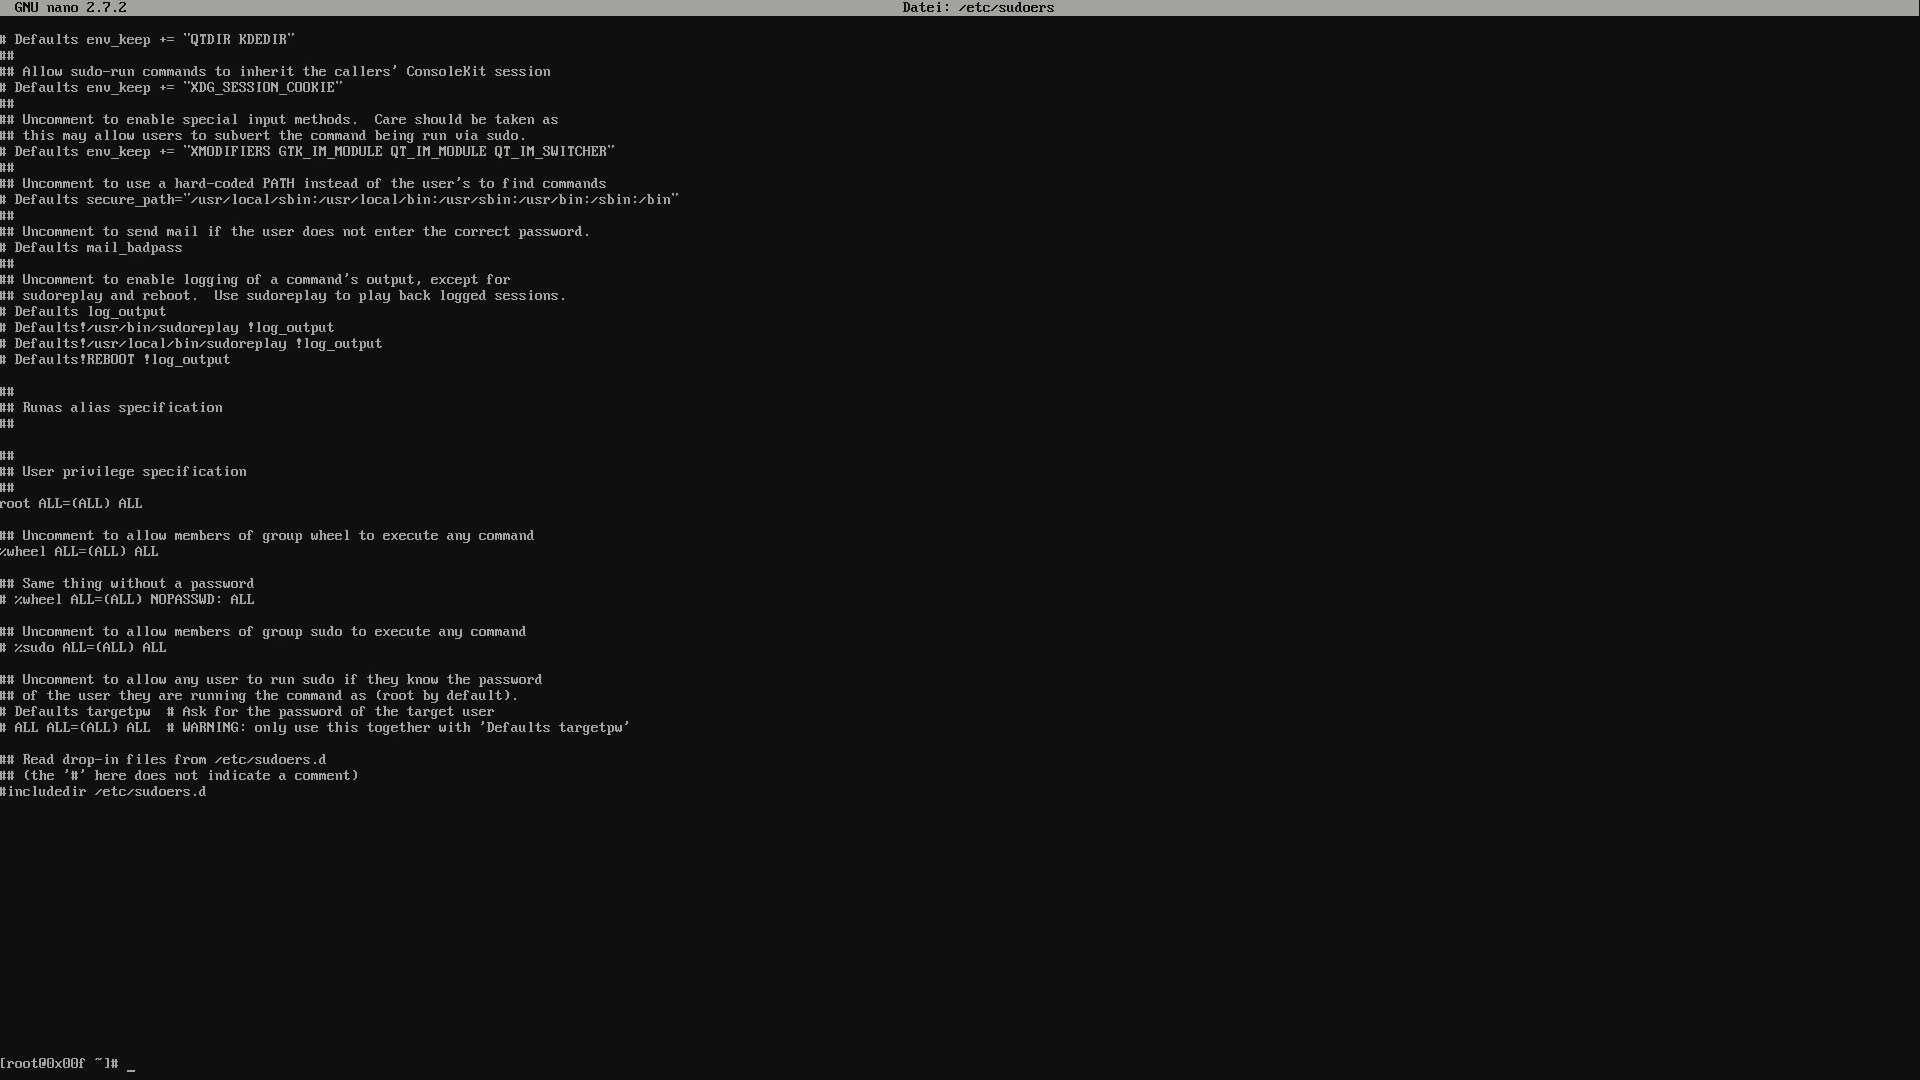 GNU nano 2.7.2 Datei: /etc/sudoers
# Defaults env_keep += "QTDIR KDEDIR"
##
## Allow sudo-run commands to inherit the callers' ConsoleKit session
# Defaults env_keep += "XDG_SESSION_COOKIE"
##
## Uncomment to enable special input methods.  Care should be taken as
## this may allow users to subvert the command being run via sudo.
# Defaults env_keep += "XMODIFIERS GTK_IM_MODULE QT_IM_MODULE QT_IM_SWITCHER"
##
## Uncomment to use a hard-coded PATH instead of the user's to find commands
# Defaults secure_path="/usr/local/sbin:/usr/local/bin:/usr/sbin:/usr/bin:/sbin:/bin"
##
## Uncomment to send mail if the user does not enter the correct password.
# Defaults mail_badpass
##
## Uncomment to enable logging of a command's output, except for
## sudoreplay and reboot.  Use sudoreplay to play back logged sessions.
# Defaults log_output
# Defaults!/usr/bin/sudoreplay !log_output
# Defaults!/usr/local/bin/sudoreplay !log_output
# Defaults!REBOOT !log_output
##
## Runas alias specification
##
##
## User privilege specification
##
root ALL=(ALL) ALL
## Uncomment to allow members of group wheel to execute any command
%wheel ALL=(ALL) ALL
## Same thing without a password
# %wheel ALL=(ALL) NOPASSWD: ALL
## Uncomment to allow members of group sudo to execute any command
# %sudo ALL=(ALL) ALL
## Uncomment to allow any user to run sudo if they know the password
## of the user they are running the command as (root by default).
# Defaults targetpw  # Ask for the password of the target user
# ALL ALL=(ALL) ALL  # WARNING: only use this together with 'Defaults targetpw'
## Read drop-in files from /etc/sudoers.d
## (the '#' here does not indicate a comment)
#includedir /etc/sudoers.d
[root@0x00f ~]# _